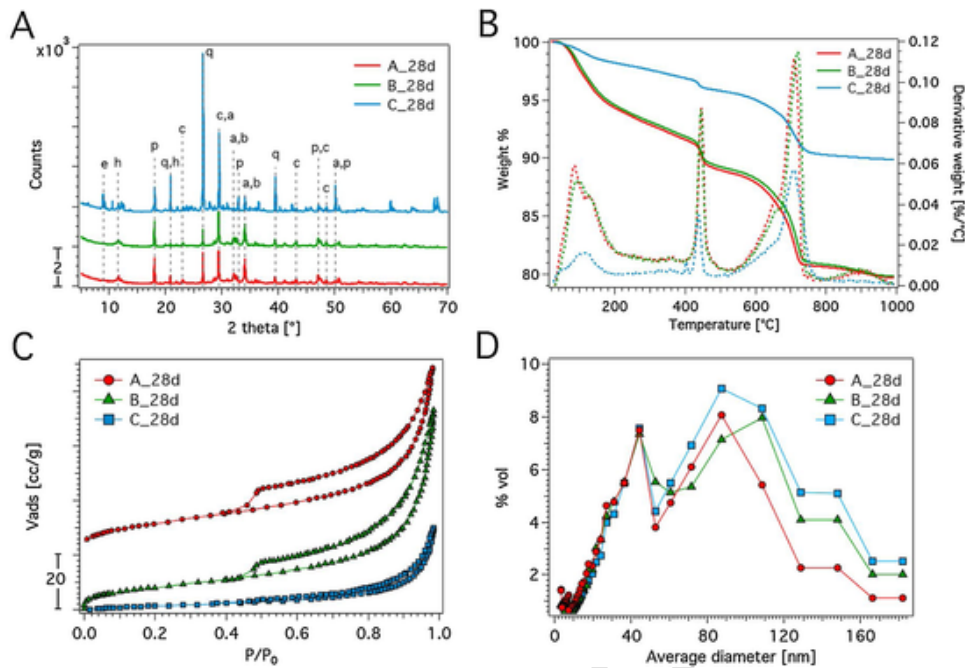 A
x10³
Counts
2
A_28d
B_28d
C_28d
e
h
p
q,h
c
q
c,a
a,b
p
a,b
q
c
p,c
c
a,p
10
20
30
40
50
60
70
2 theta [°]
B
100
95
90
85
80
Weight %
A_28d
B_28d
C_28d
0.12
0.10
0.08
0.06
0.04
0.02
0.00
Derivative weight [%/°C]
200
400
600
800
1000
Temperature [°C]
C
A_28d
B_28d
C_28d
Vads [cc/g]
20
0.0
0.2
0.4
0.6
0.8
1.0
P/P₀
D
A_28d
B_28d
C_28d
10
8
6
4
2
% vol
0
40
80
120
160
Average diameter [nm]